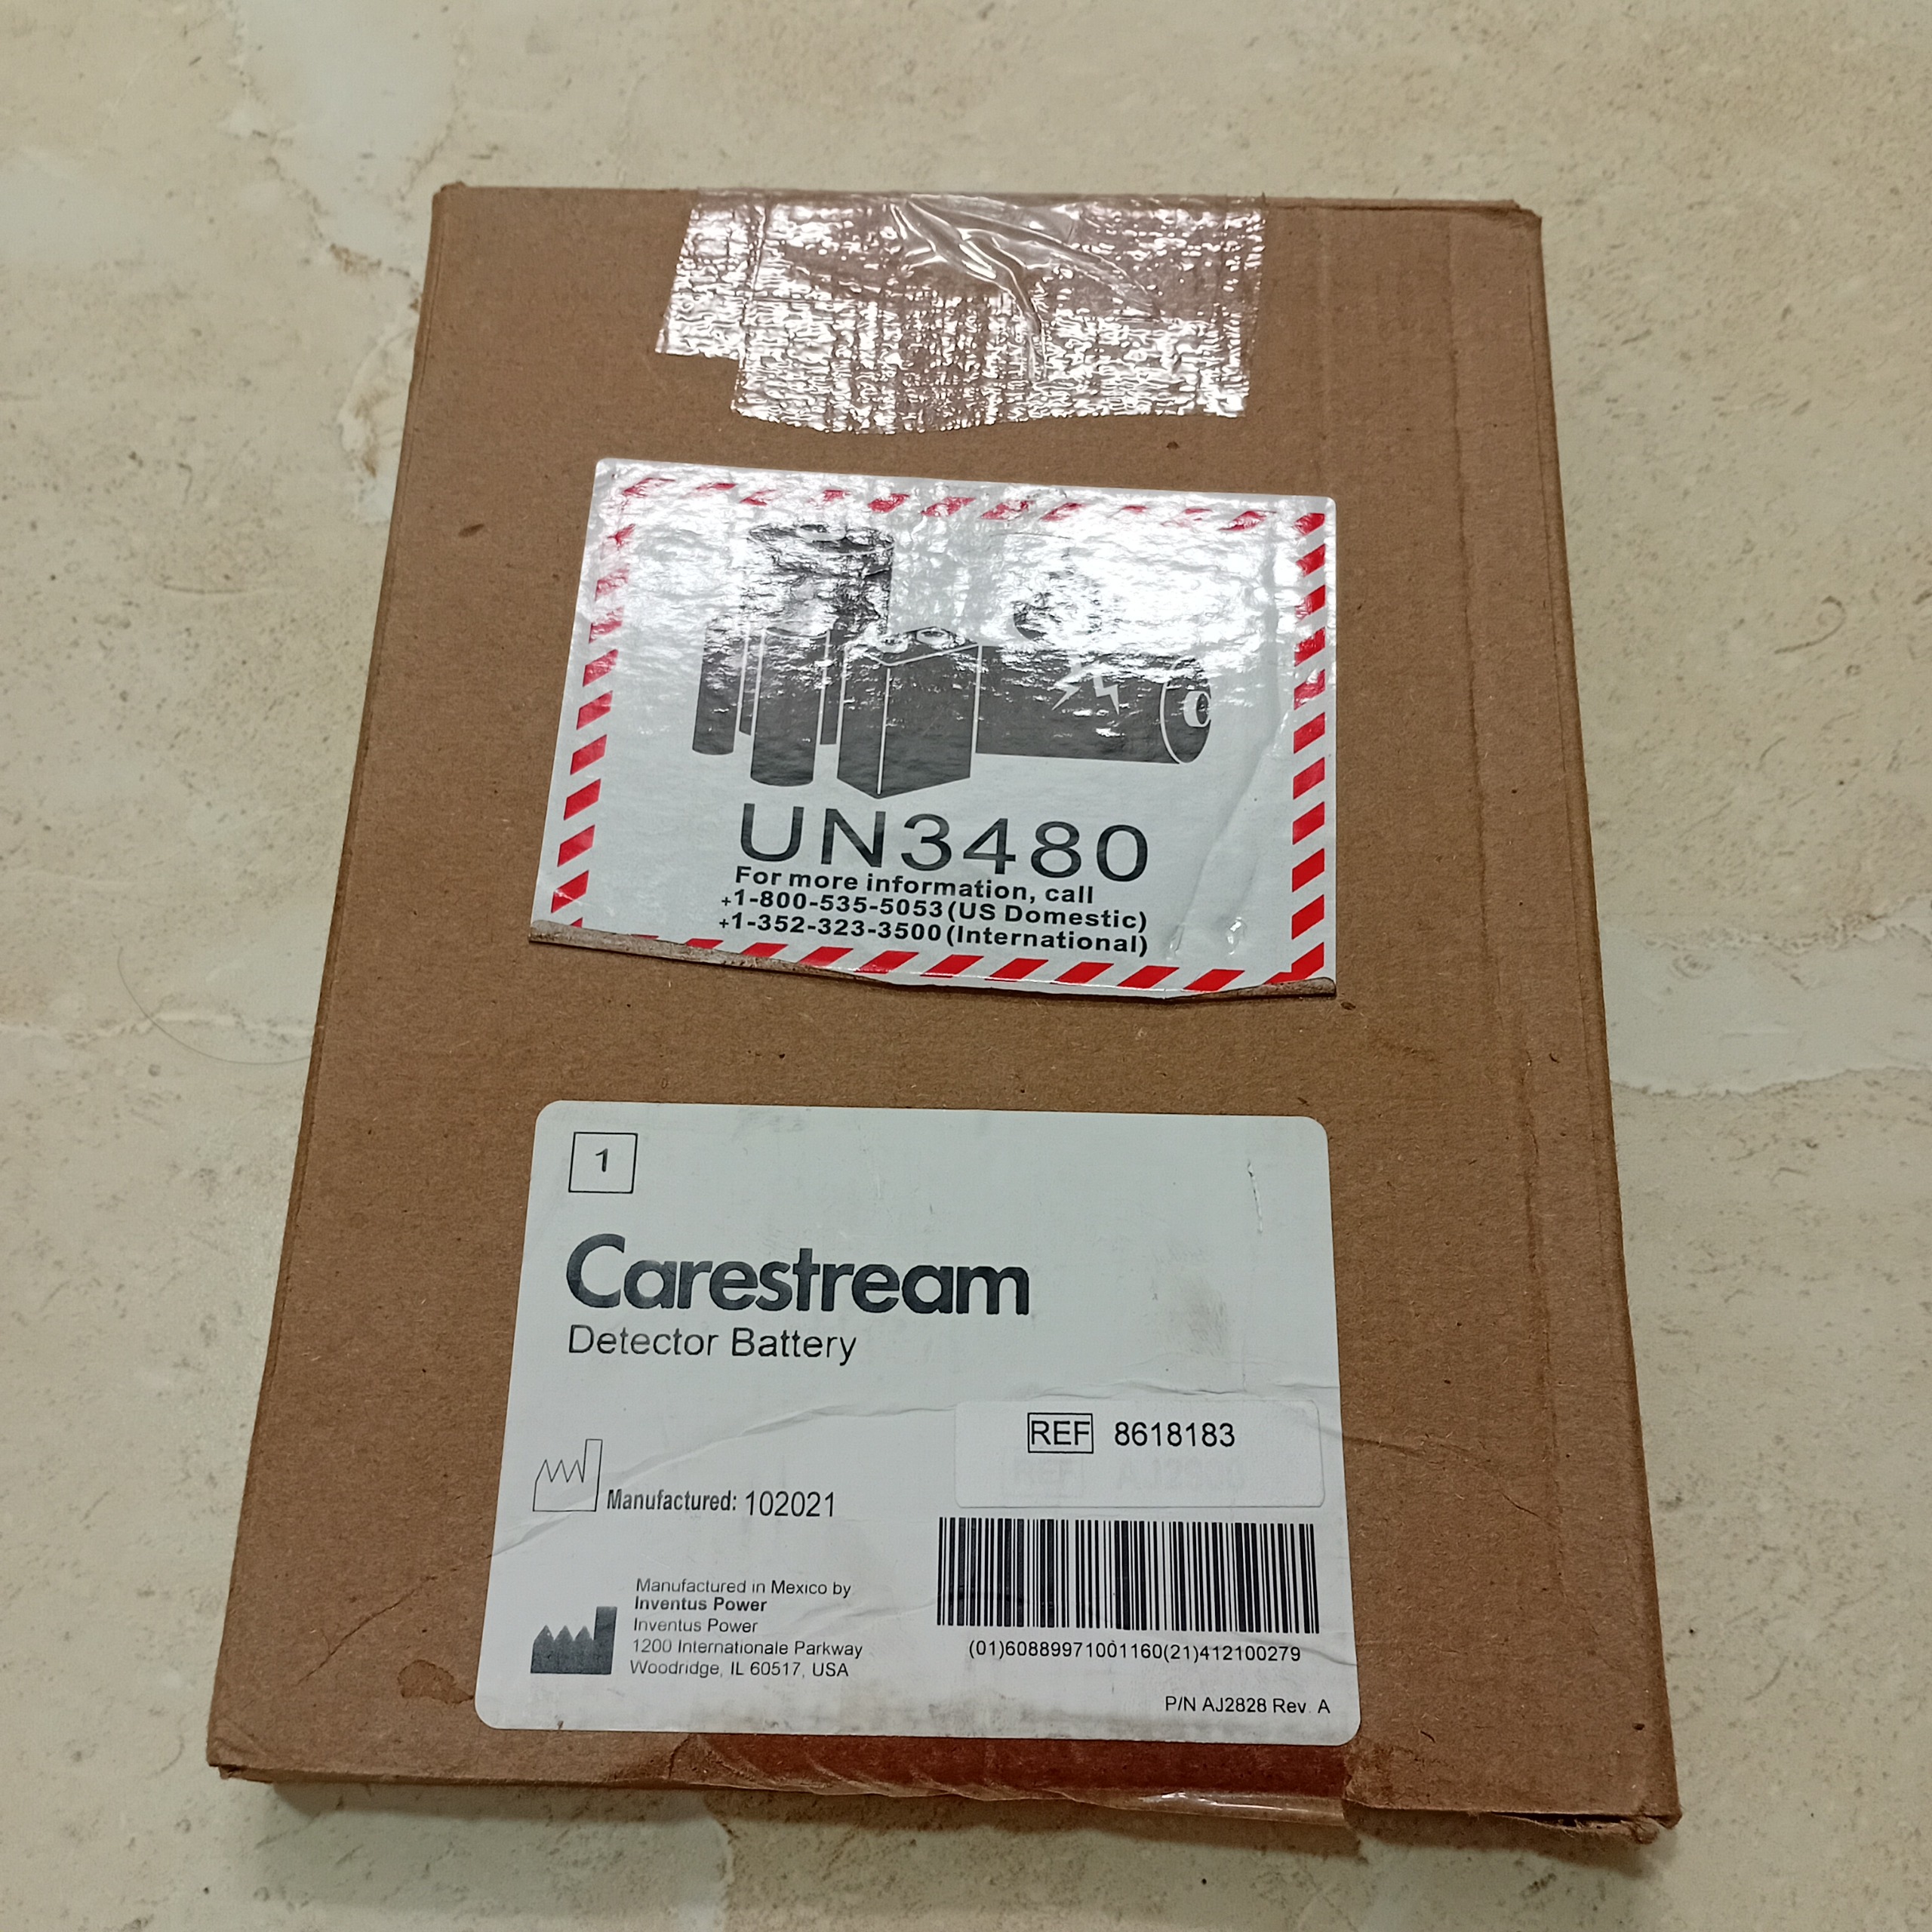 UN3480
For more information, call
+1-800-535-5053(US Domestic)
+1-352-323-3500(International)
1
Carestream
Detector Battery
REF 8618183
Manufactured: 102021
Manufactured in Mexico by
Inventus Power
Inventus Power
1200 Internationale Parkway
Woodridge, IL 60517, USA
(01)60889971001160(21)412100279
P/N AJ2828 Rev. A